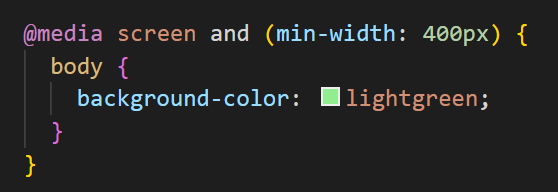 @media screen and (min-width: 400px) {
  body {
    background-color: lightgreen;
  }
}